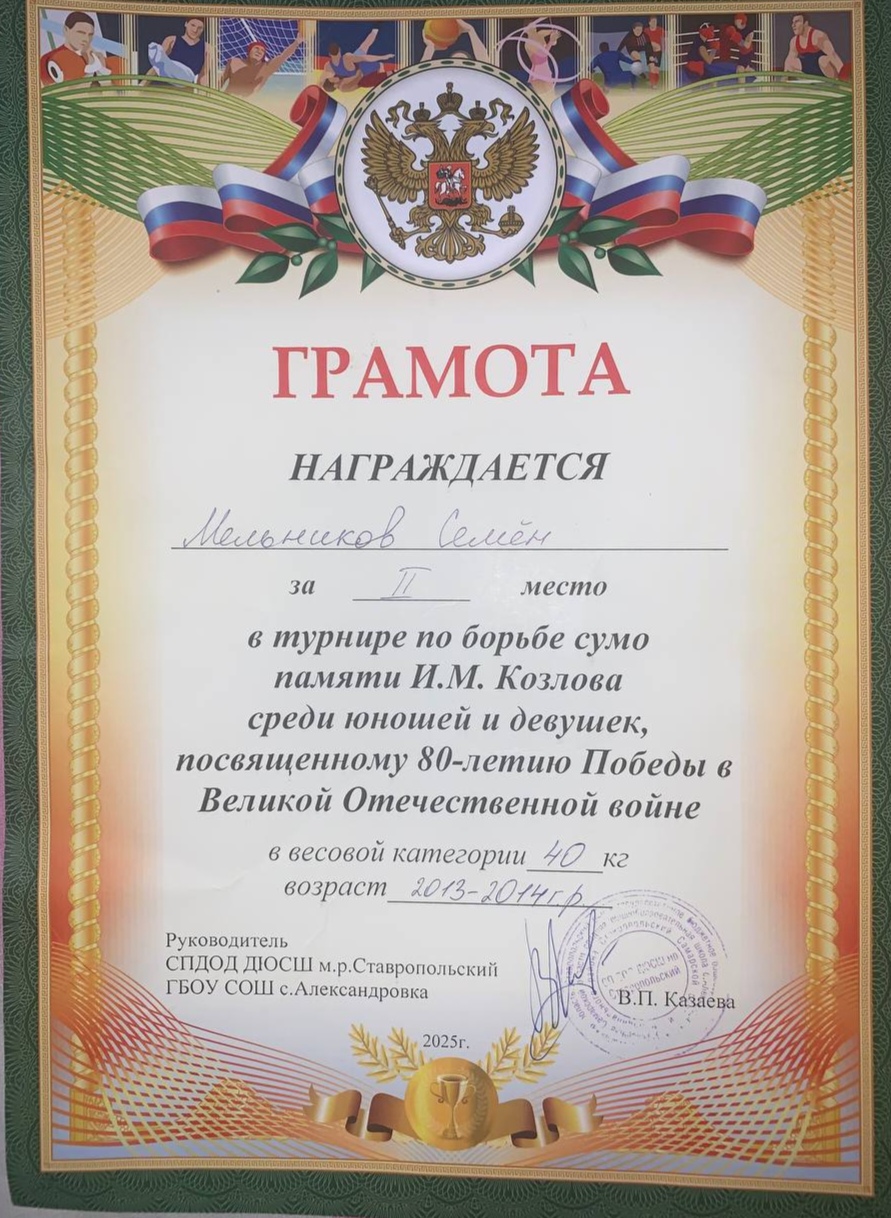 ГРАМОТА
НАГРАЖДАЕТСЯ
Мельников Семён
за II место
в турнире по борьбе сумо
памяти И.М. Козлова
среди юношей и девушек,
посвященному 80-летию Победы в
Великой Отечественной войне
в весовой категории 40 кг
возраст 2013-2014г.р.
Руководитель
СПДОД ДЮСШ м.р.Ставропольский
ГБОУ СОШ с.Александровка
В.П. Казаева
2025г.